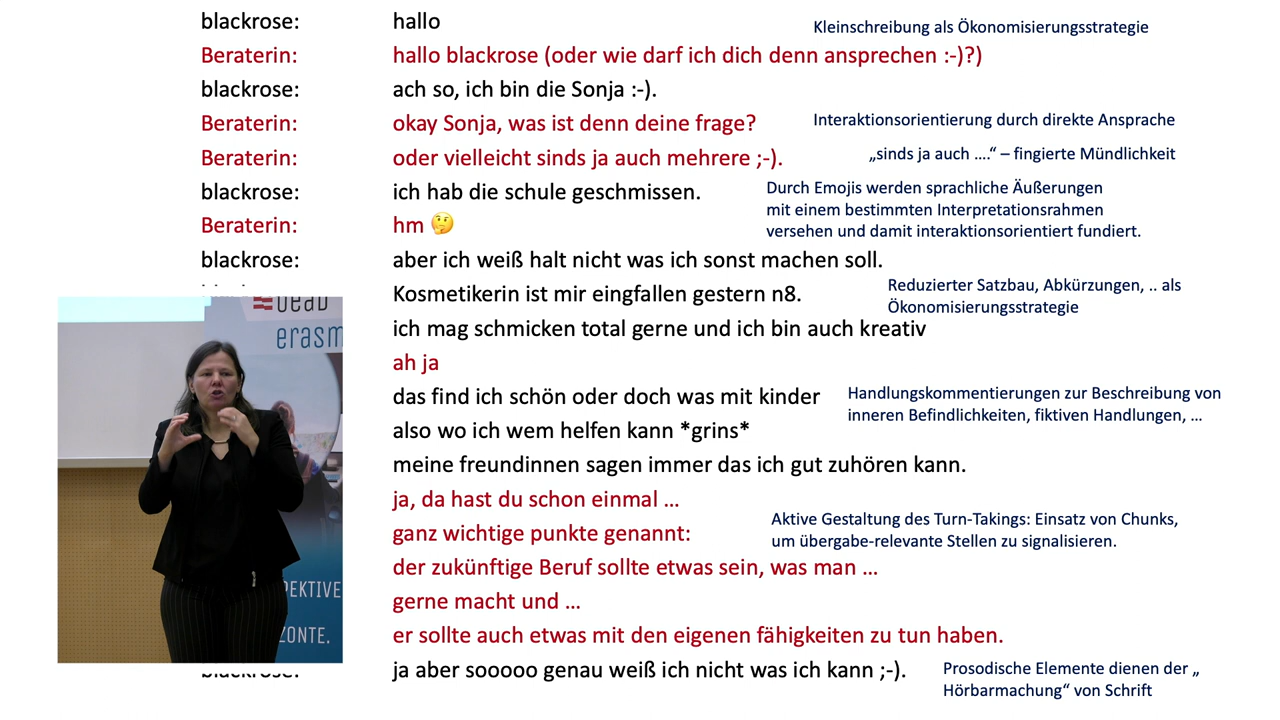 blackrose: hallo
Kleinschreibung als Ökonomisierungsstrategie
Beraterin: hallo blackrose (oder wie darf ich dich denn ansprechen :-)?)
blackrose: ach so, ich bin die Sonja :-).
Beraterin: okay Sonja, was ist denn deine frage?
Interaktionsorientierung durch direkte Ansprache
Beraterin: oder vielleicht sinds ja auch mehrere ;-).
„sinds ja auch ....“ – fingierte Mündlichkeit
blackrose: ich hab die schule geschmissen.
Durch Emojis werden sprachliche Äußerungen
mit einem bestimmten Interpretationsrahmen
versehen und damit interaktionsorientiert fundiert.
Beraterin: hm 🤔
blackrose: aber ich weiß halt nicht was ich sonst machen soll.
Kosmetikerin ist mir eingfallen gestern n8.
Reduzierter Satzbau, Abkürzungen, .. als
Ökonomisierungsstrategie
ich mag schmicken total gerne und ich bin auch kreativ
ah ja
das find ich schön oder doch was mit kinder
Handlungskommentierungen zur Beschreibung von
inneren Befindlichkeiten, fiktiven Handlungen, …
also wo ich wem helfen kann *grins*
meine freundinnen sagen immer das ich gut zuhören kann.
ja, da hast du schon einmal …
ganz wichtige punkte genannt:
Aktive Gestaltung des Turn-Takings: Einsatz von Chunks,
um übergabe-relevante Stellen zu signalisieren.
der zukünftige Beruf sollte etwas sein, was man …
gerne macht und …
er sollte auch etwas mit den eigenen fähigkeiten zu tun haben.
blackrose: ja aber sooooo genau weiß ich nicht was ich kann ;-).
Prosodische Elemente dienen der „
Hörbarmachung“ von Schrift
erasm
PEKTIVE
ZONTE.